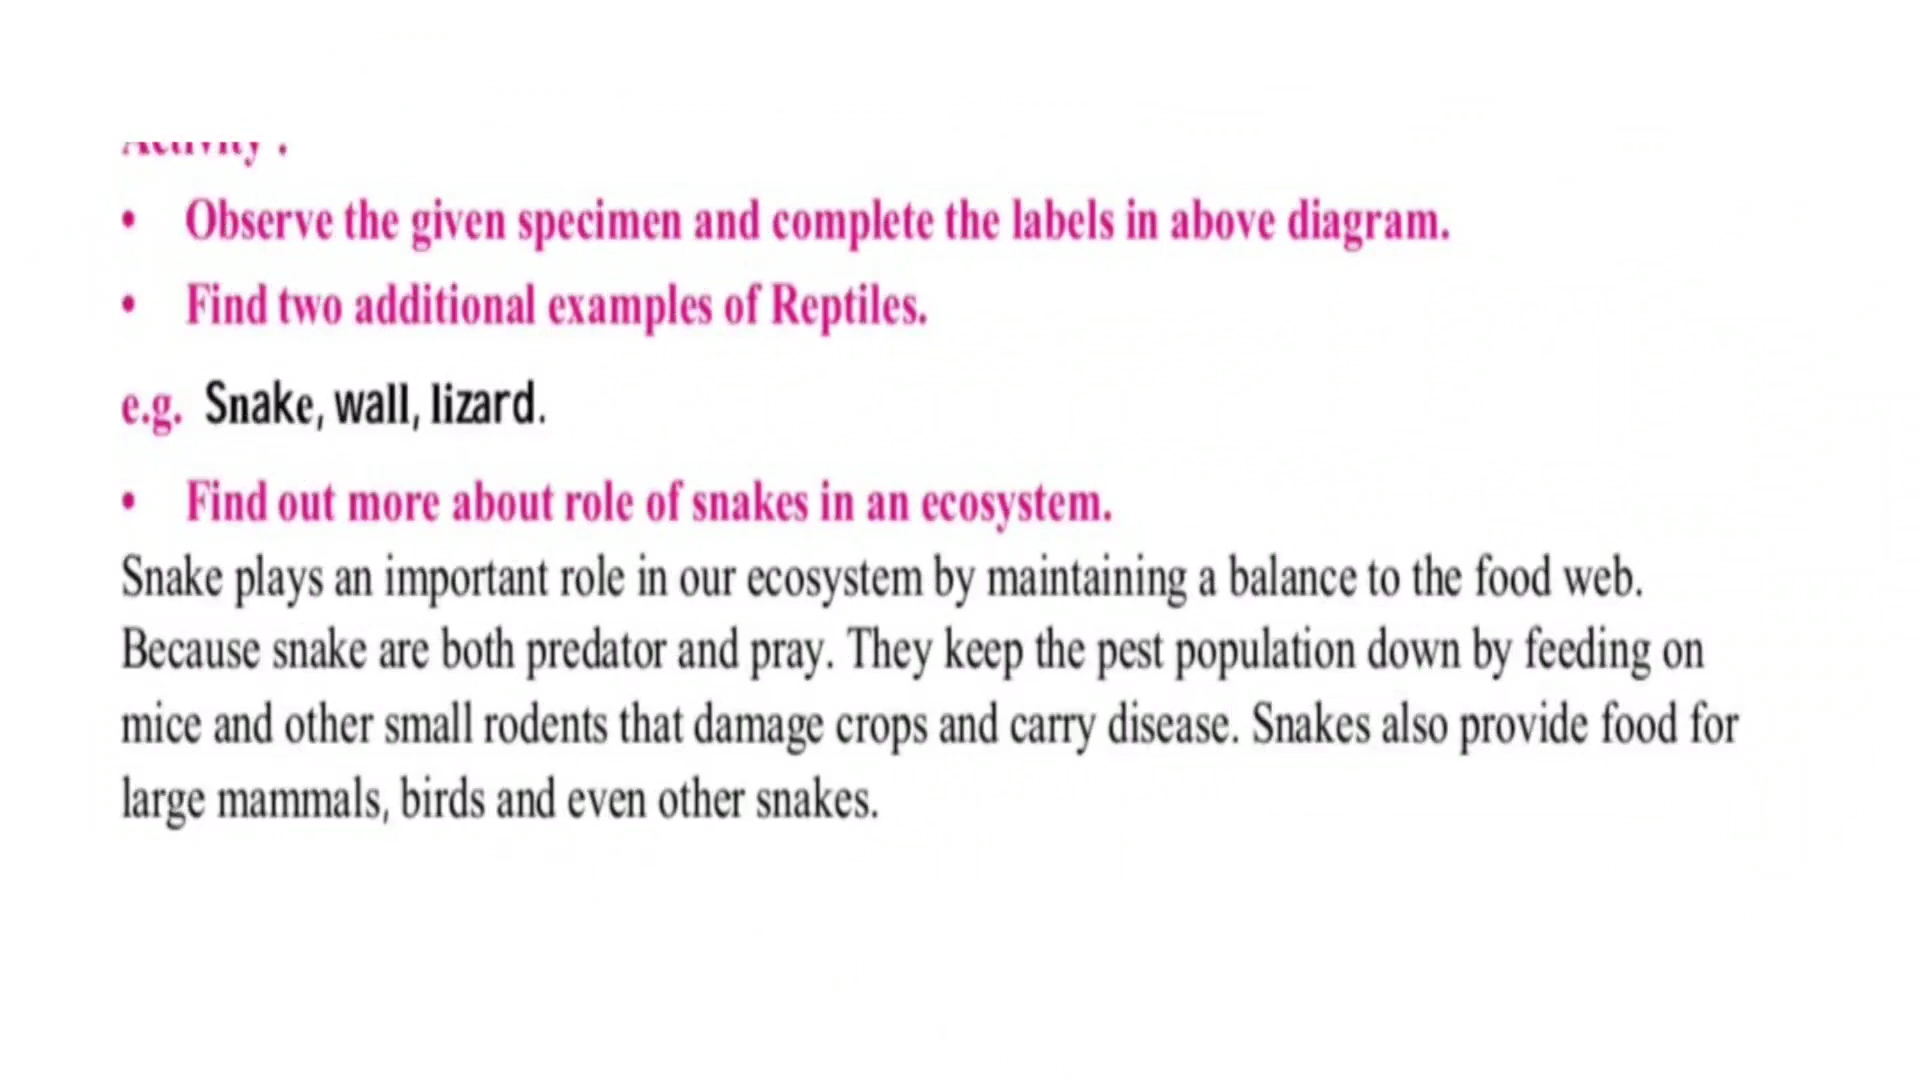 Activity :
• Observe the given specimen and complete the labels in above diagram.
• Find two additional examples of Reptiles.
e.g. Snake, wall, lizard.
• Find out more about role of snakes in an ecosystem.
Snake plays an important role in our ecosystem by maintaining a balance to the food web.
Because snake are both predator and pray. They keep the pest population down by feeding on
mice and other small rodents that damage crops and carry disease. Snakes also provide food for
large mammals, birds and even other snakes.